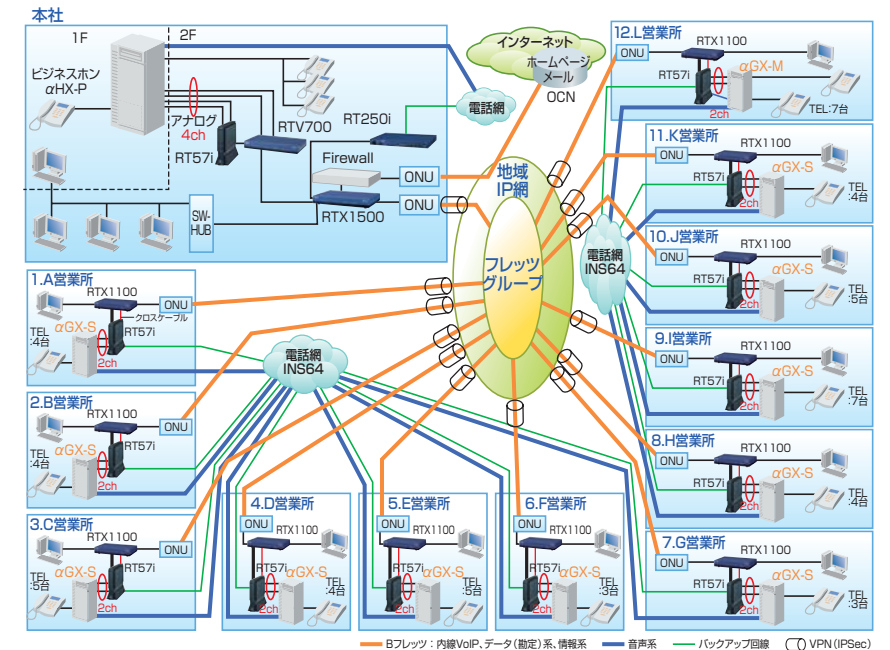 本社
1F
2F
ビジネスホン
αHX-P
アナログ
4ch
RT57i
RTV700
RT250i
Firewall
ONU
RTX1500
ONU
SW-
HUB
インターネット
ホームページ
メール
OCN
電話網
地域
IP網
フレッツ
グループ
電話網
INS64
電話網
INS64
12.L営業所
ONU
RTX1100
RT57i
αGX-M
2ch
TEL:7台
11.K営業所
RTX1100
ONU
RT57i
αGX-S
2ch
TEL
:4台
10.J営業所
RTX1100
ONU
RT57i
αGX-S
2ch
TEL
:5台
9.I営業所
RTX1100
ONU
RT57i
αGX-S
2ch
TEL
:7台
8.H営業所
RTX1100
ONU
RT57i
αGX-S
2ch
TEL
:4台
7.G営業所
RTX1100
ONU
RT57i
αGX-S
2ch
TEL
:3台
1.A営業所
RTX1100
ONU
クロスケーブル
TEL
:4台
αGX-S
RT57i
2ch
2.B営業所
RTX1100
ONU
TEL
:4台
αGX-S
RT57i
2ch
3.C営業所
RTX1100
ONU
TEL
:5台
αGX-S
RT57i
2ch
4.D営業所
ONU
RTX1100
RT57i
αGX-S
2ch
TEL
:4台
5.E営業所
ONU
RTX1100
RT57i
αGX-S
2ch
TEL
:5台
6.F営業所
ONU
RTX1100
RT57i
αGX-S
2ch
TEL
:3台
Bフレッツ：内線VoIP、データ(勘定)系、情報系
音声系
バックアップ回線
VPN(IPSec)